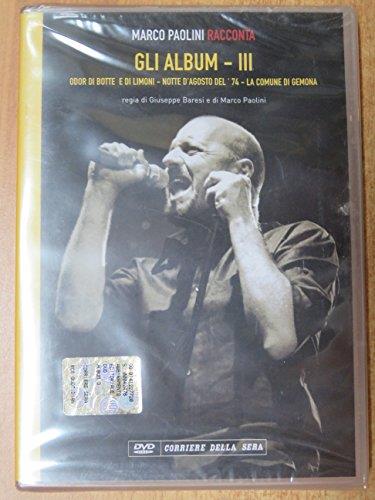 MARCO PAOLINI RACCONTA
GLI ALBUM - III
ODOR DI BOTTE E DI LIMONI - NOTTE D'AGOSTO DEL '74 - LA COMUNE DI GEMONA
regia di Giuseppe Baresi e di Marco Paolini
DVD
CORRIERE DELLA SERA